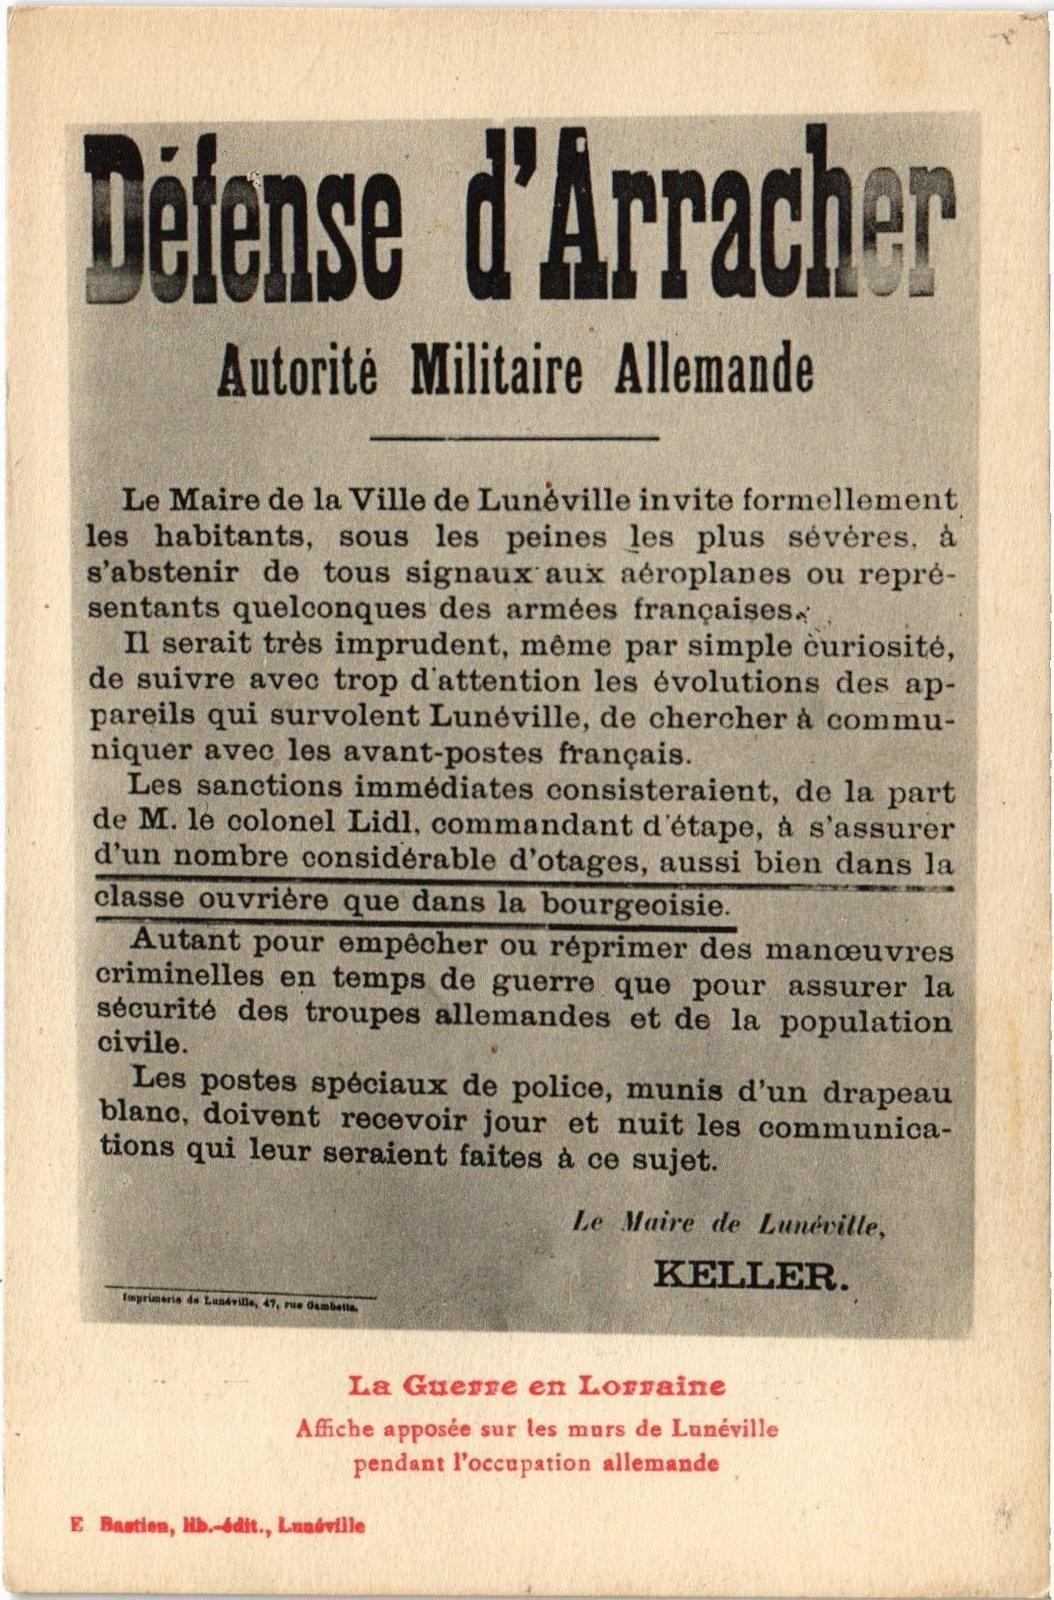 Défense d'Arracher
Autorité Militaire Allemande
Le Maire de la Ville de Lunéville invite formellement
les habitants, sous les peines les plus sévères, à
s'abstenir de tous signaux aux aéroplanes ou repré-
sentants quelconques des armées françaises.
Il serait très imprudent, même par simple curiosité,
de suivre avec trop d'attention les évolutions des ap-
pareils qui survolent Lunéville, de chercher à commu-
niquer avec les avant-postes français.
Les sanctions immédiates consisteraient, de la part
de M. le colonel Lidl, commandant d'étape, à s'assurer
d'un nombre considérable d'otages, aussi bien dans la
classe ouvrière que dans la bourgeoisie.
Autant pour empêcher ou réprimer des manœuvres
criminelles en temps de guerre que pour assurer la
sécurité des troupes allemandes et de la population
civile.
Les postes spéciaux de police, munis d'un drapeau
blanc, doivent recevoir jour et nuit les communica-
tions qui leur seraient faites à ce sujet.
Le Maire de Lunéville,
KELLER.
Imprimerie de Lunéville, 47, rue Gambetta.
La Guerre en Lorraine
Affiche apposée sur les murs de Lunéville
pendant l'occupation allemande
E Bastien, lib.-édit., Lunéville